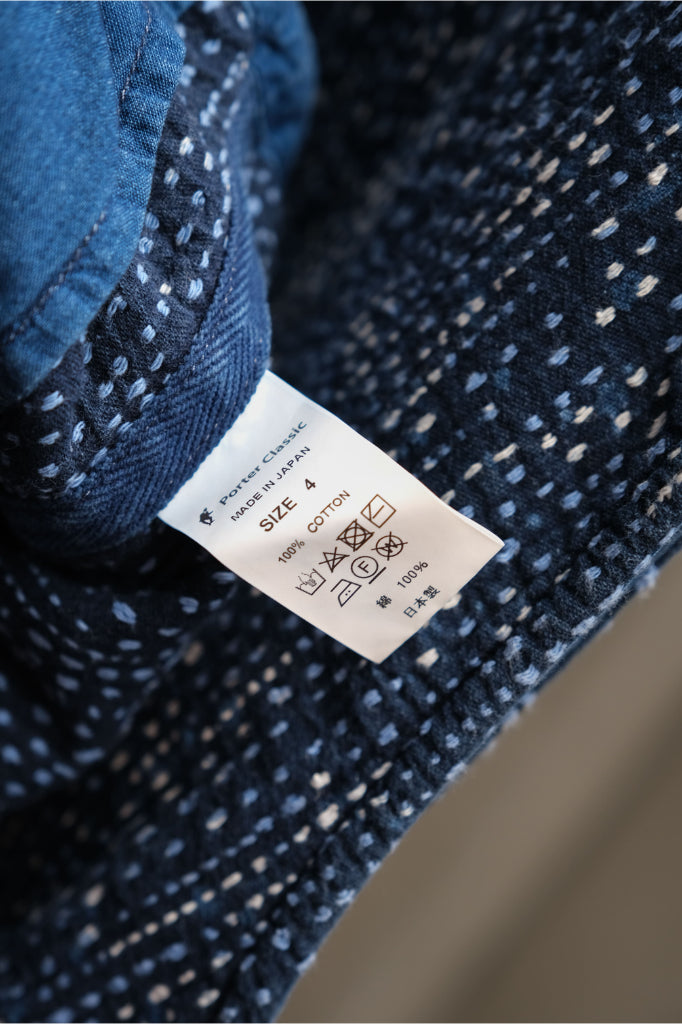 Porter Classic
MADE IN JAPAN
SIZE 4
100% COTTON
F
W
綿 100%
日本製